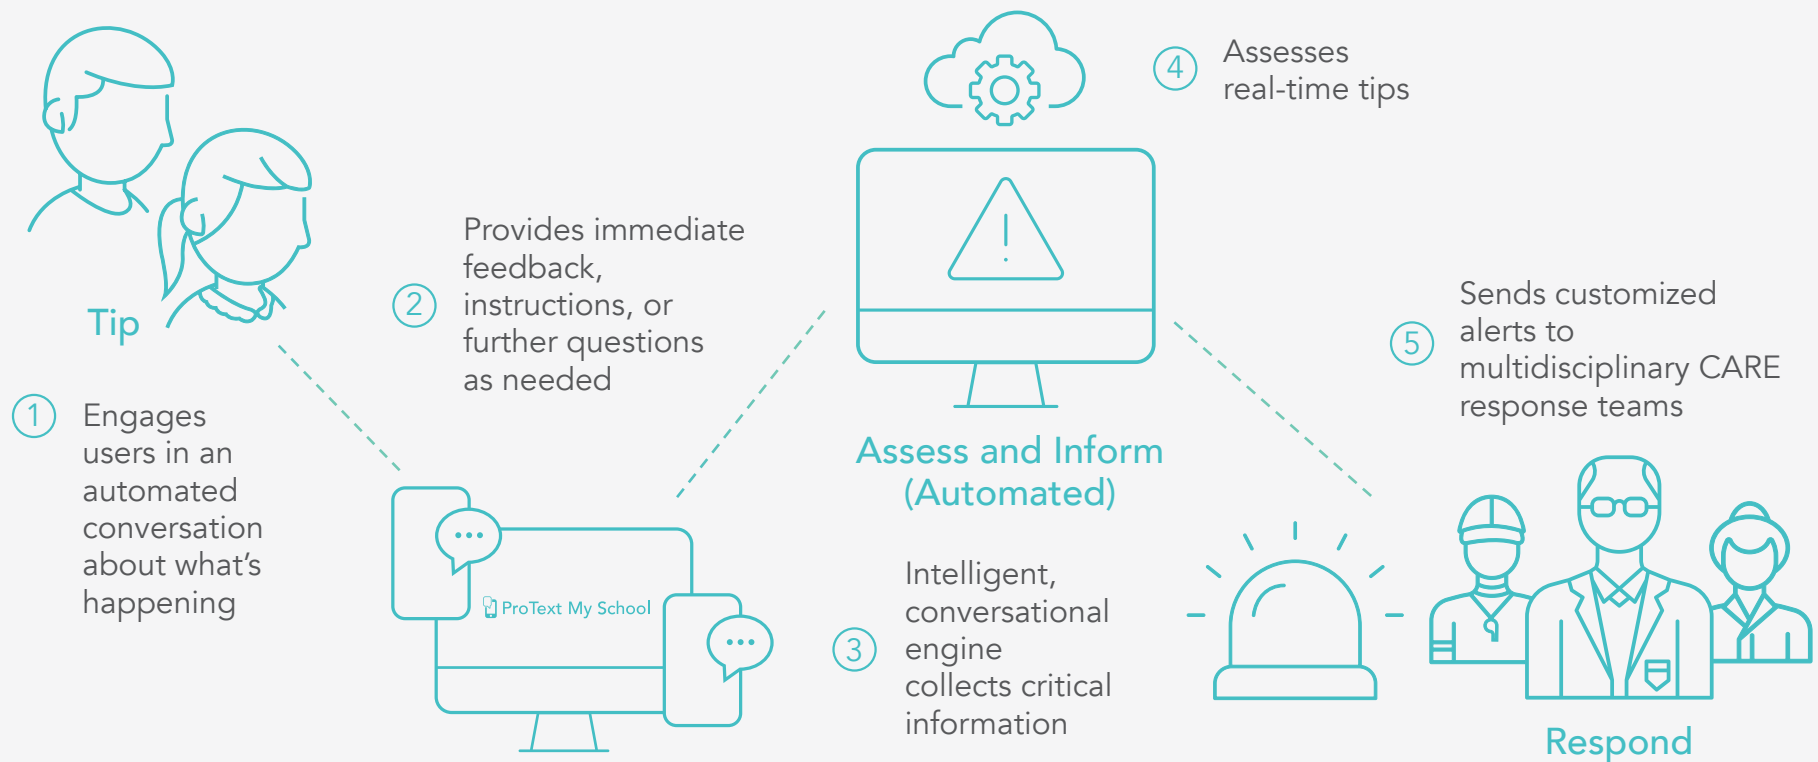 Tip
1
Engages
users in an
automated
conversation
about what's
happening
2
Provides immediate
feedback,
instructions, or
further questions
as needed
ProText My School
3
Intelligent,
conversational
engine
collects critical
information
4
Assesses
real-time tips
Assess and Inform
(Automated)
5
Sends customized
alerts to
multidisciplinary CARE
response teams
Respond